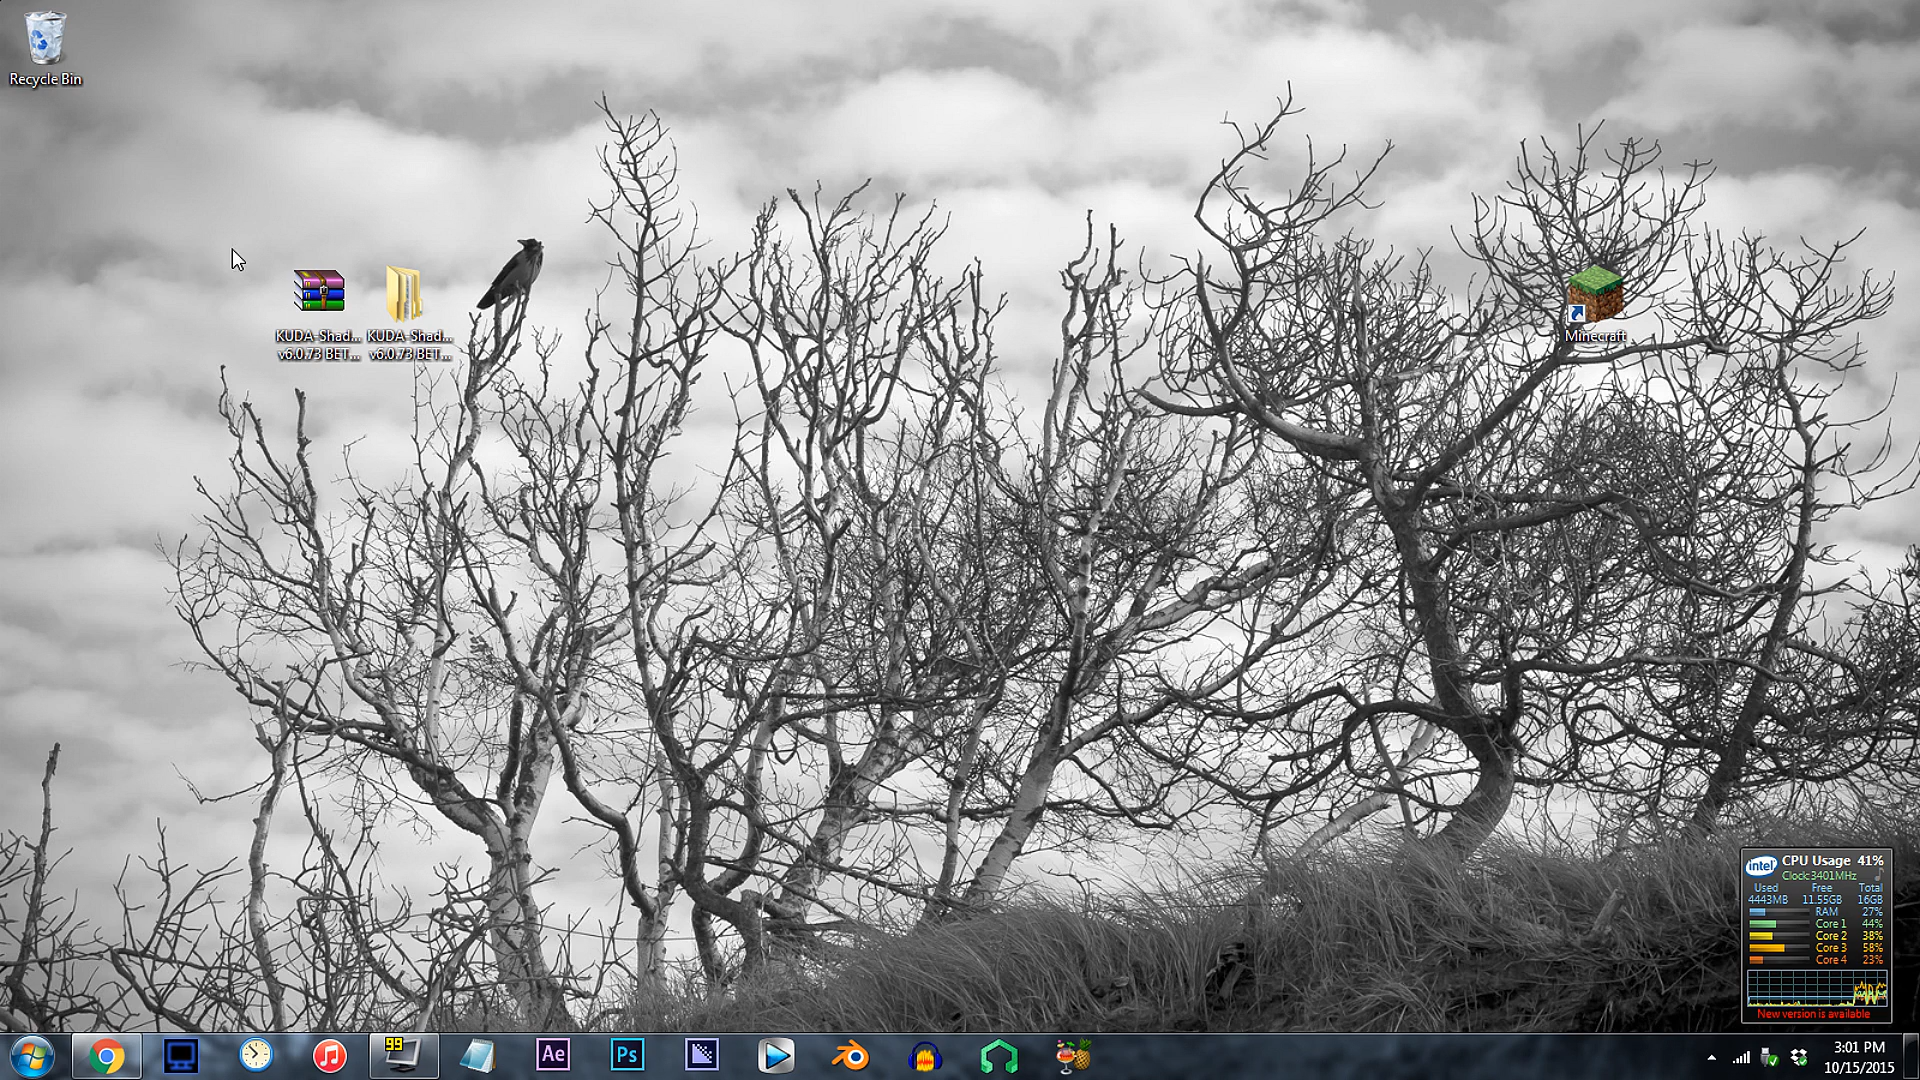 Recycle Bin
KUDA-Shad...
v6.0.73 BET...
KUDA-Shad...
v6.0.73 BET...
Minecraft
intel
CPU Usage 41%
Clock: 3401MHz
Used Free Total
4443MB 11.55GB 16GB
RAM 27%
Core 1 44%
Core 2 38%
Core 3 58%
Core 4 23%
New version is available
99
Ae
Ps
3:01 PM
10/15/2015